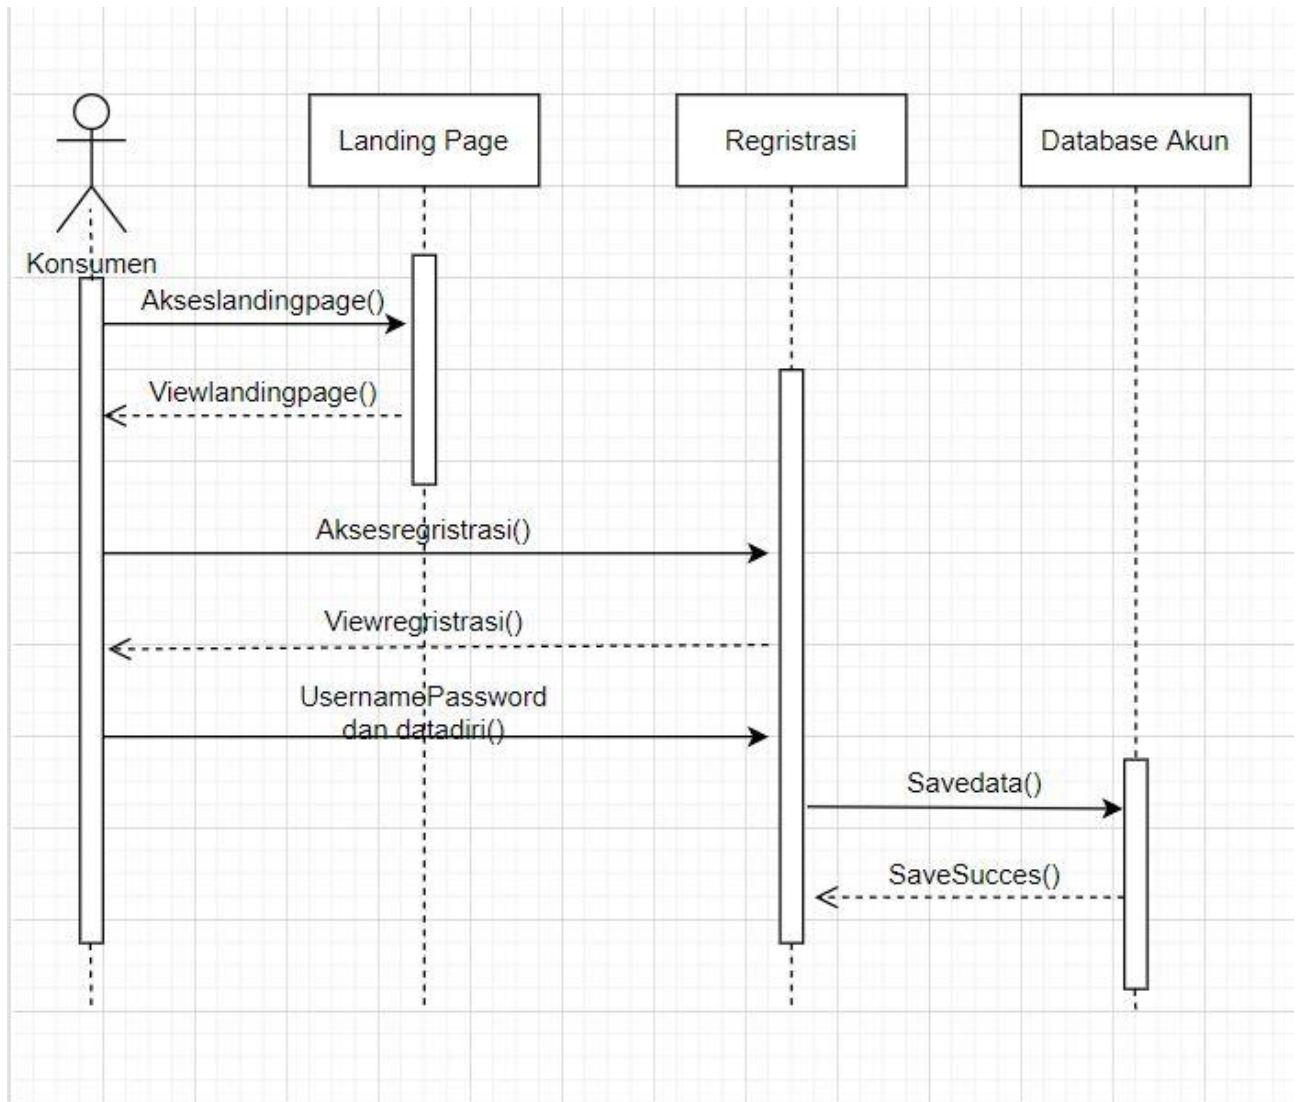 Landing Page
Regristrasi
Database Akun
Konsumen
Akseslandingpage()
Viewlandingpage()
Aksesregristrasi()
Viewregristrasi()
UsernamePassword
dan datadiri()
Savedata()
SaveSucces()